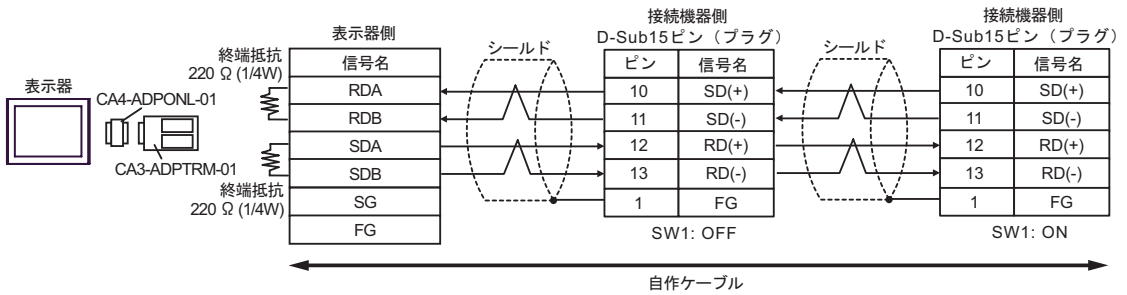 表示器
CA4-ADPONL-01
CA3-ADPTRM-01
終端抵抗
220 Ω (1/4W)
終端抵抗
220 Ω (1/4W)
表示器側
信号名
RDA
RDB
SDA
SDB
SG
FG
シールド
接続機器側
D-Sub15ピン（プラグ）
ピン 信号名
10 SD(+)
11 SD(-)
12 RD(+)
13 RD(-)
1 FG
SW1: OFF
シールド
接続機器側
D-Sub15ピン（プラグ）
ピン 信号名
10 SD(+)
11 SD(-)
12 RD(+)
13 RD(-)
1 FG
SW1: ON
自作ケーブル